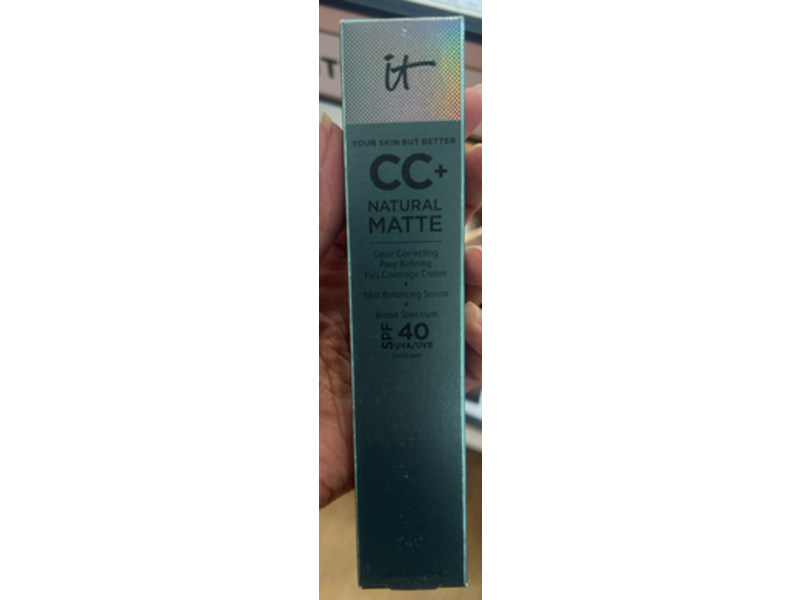 it
YOUR SKIN BUT BETTER
CC+
NATURAL
MATTE
Color Correcting
Pore Refining
Full Coverage Cream
+
Skin Balancing Serum
+
Broad Spectrum
SPF 40
UVA/UVB
Sunscreen